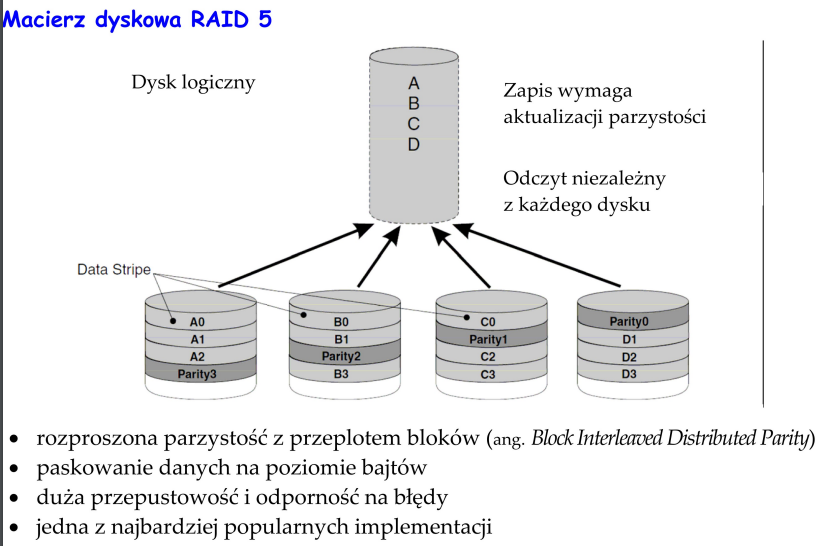 Macierz dyskowa RAID 5
Dysk logiczny
A
B
C
D
Zapis wymaga
aktualizacji parzystości
Odczyt niezależny
z każdego dysku
Data Stripe
A0
A1
A2
Parity3
B0
B1
Parity2
B3
C0
Parity1
C2
C3
Parity0
D1
D2
D3
• rozproszona parzystość z przeplotem bloków (ang. Block Interleaved Distributed Parity)
• paskowanie danych na poziomie bajtów
• duża przepustowość i odporność na błędy
• jedna z najbardziej popularnych implementacji